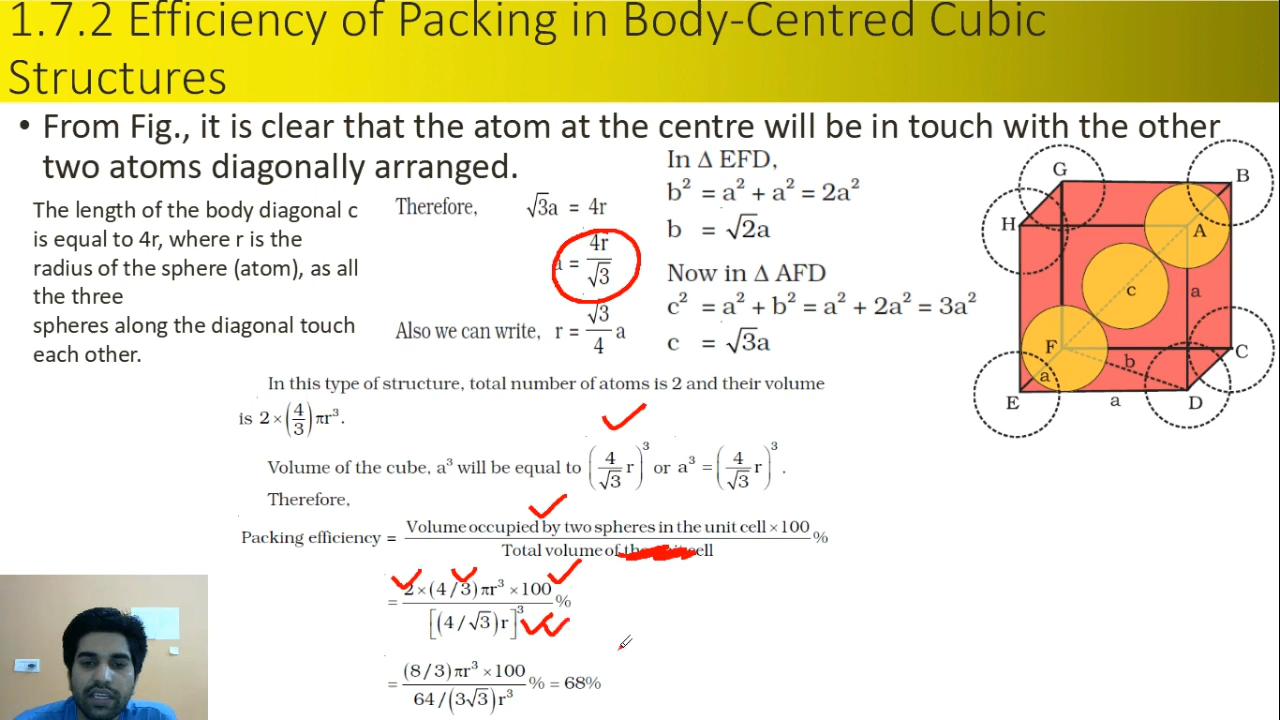 1.7.2 Efficiency of Packing in Body-Centred Cubic
Structures
• From Fig., it is clear that the atom at the centre will be in touch with the other
two atoms diagonally arranged.
The length of the body diagonal c
is equal to 4r, where r is the
radius of the sphere (atom), as all
the three
spheres along the diagonal touch
each other.
Therefore, √3a = 4r
a = 4r/√3
Also we can write, r = √3/4 a
In Δ EFD,
b² = a² + a² = 2a²
b = √2a
Now in Δ AFD
c² = a² + b² = a² + 2a² = 3a²
c = √3a
G
B
H
A
c
a
F
C
b
a
E
a
D
In this type of structure, total number of atoms is 2 and their volume
is 2 × (4/3) πr³.
Volume of the cube, a³ will be equal to (4/√3 r)³ or a³ = (4/√3 r)³.
Therefore,
Packing efficiency = Volume occupied by two spheres in the unit cell × 100 / Total volume of the cell %
= 2 × (4/3) πr³ × 100 / [(4/√3) r]³ %
= (8/3) πr³ × 100 / 64/(3√3) r³ % = 68%